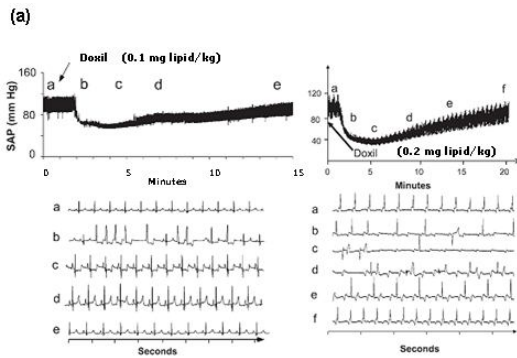 (a)
Doxil (0.1 mg lipid/kg)
160
80
0
SAP (mm Hg)
a b c d e
0 5 10 15
Minutes
a
b
c
d
e
Seconds
120
80
40
a b c d e f
Doxil (0.2 mg lipid/kg)
0 5 10 15 20
Minutes
a
b
c
d
e
f
Seconds